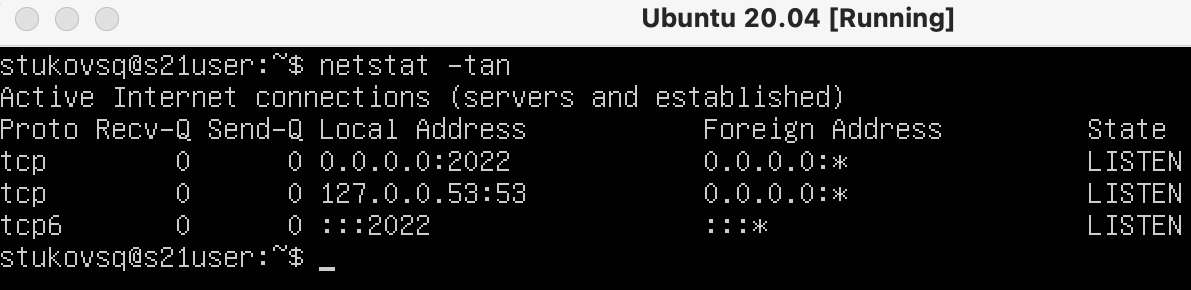 Ubuntu 20.04 [Running]
stukovsq@s21user:~$ netstat -tan
Active Internet connections (servers and established)
Proto Recv-Q Send-Q Local Address           Foreign Address         State
tcp        0      0 0.0.0.0:2022            0.0.0.0:*               LISTEN
tcp        0      0 127.0.0.53:53           0.0.0.0:*               LISTEN
tcp6       0      0 :::2022                 :::*                    LISTEN
stukovsq@s21user:~$ _